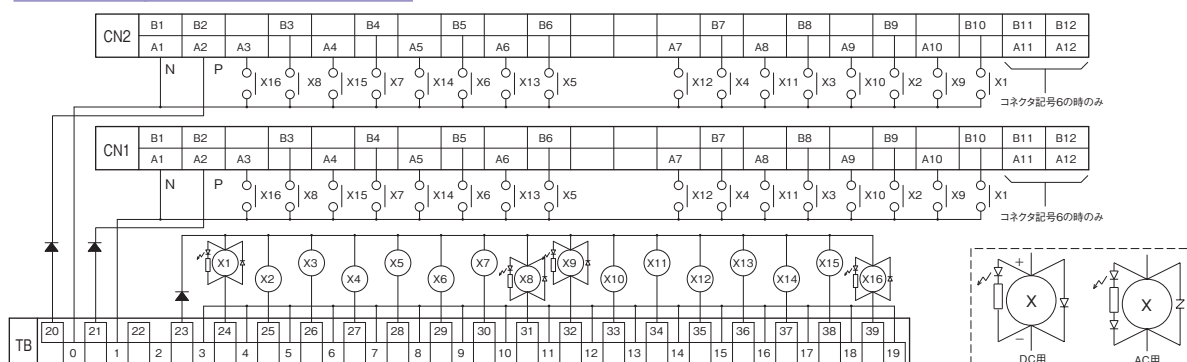 CN2 B1 B2 B3 B4 B5 B6 B7 B8 B9 B10 B11 B12
A1 A2 A3 A4 A5 A6 A7 A8 A9 A10 A11 A12
N P X16 X8 X15 X7 X14 X6 X13 X5 X12 X4 X11 X3 X10 X2 X9 X1
コネクタ記号6の時のみ
CN1 B1 B2 B3 B4 B5 B6 B7 B8 B9 B10 B11 B12
A1 A2 A3 A4 A5 A6 A7 A8 A9 A10 A11 A12
N P X16 X8 X15 X7 X14 X6 X13 X5 X12 X4 X11 X3 X10 X2 X9 X1
コネクタ記号6の時のみ
X1 X2 X3 X4 X5 X6 X7 X8 X9 X10 X11 X12 X13 X14 X15 X16
TB 20 21 22 23 24 25 26 27 28 29 30 31 32 33 34 35 36 37 38 39
0 1 2 3 4 5 6 7 8 9 10 11 12 13 14 15 16 17 18 19
+ X − X
DC用 AC用